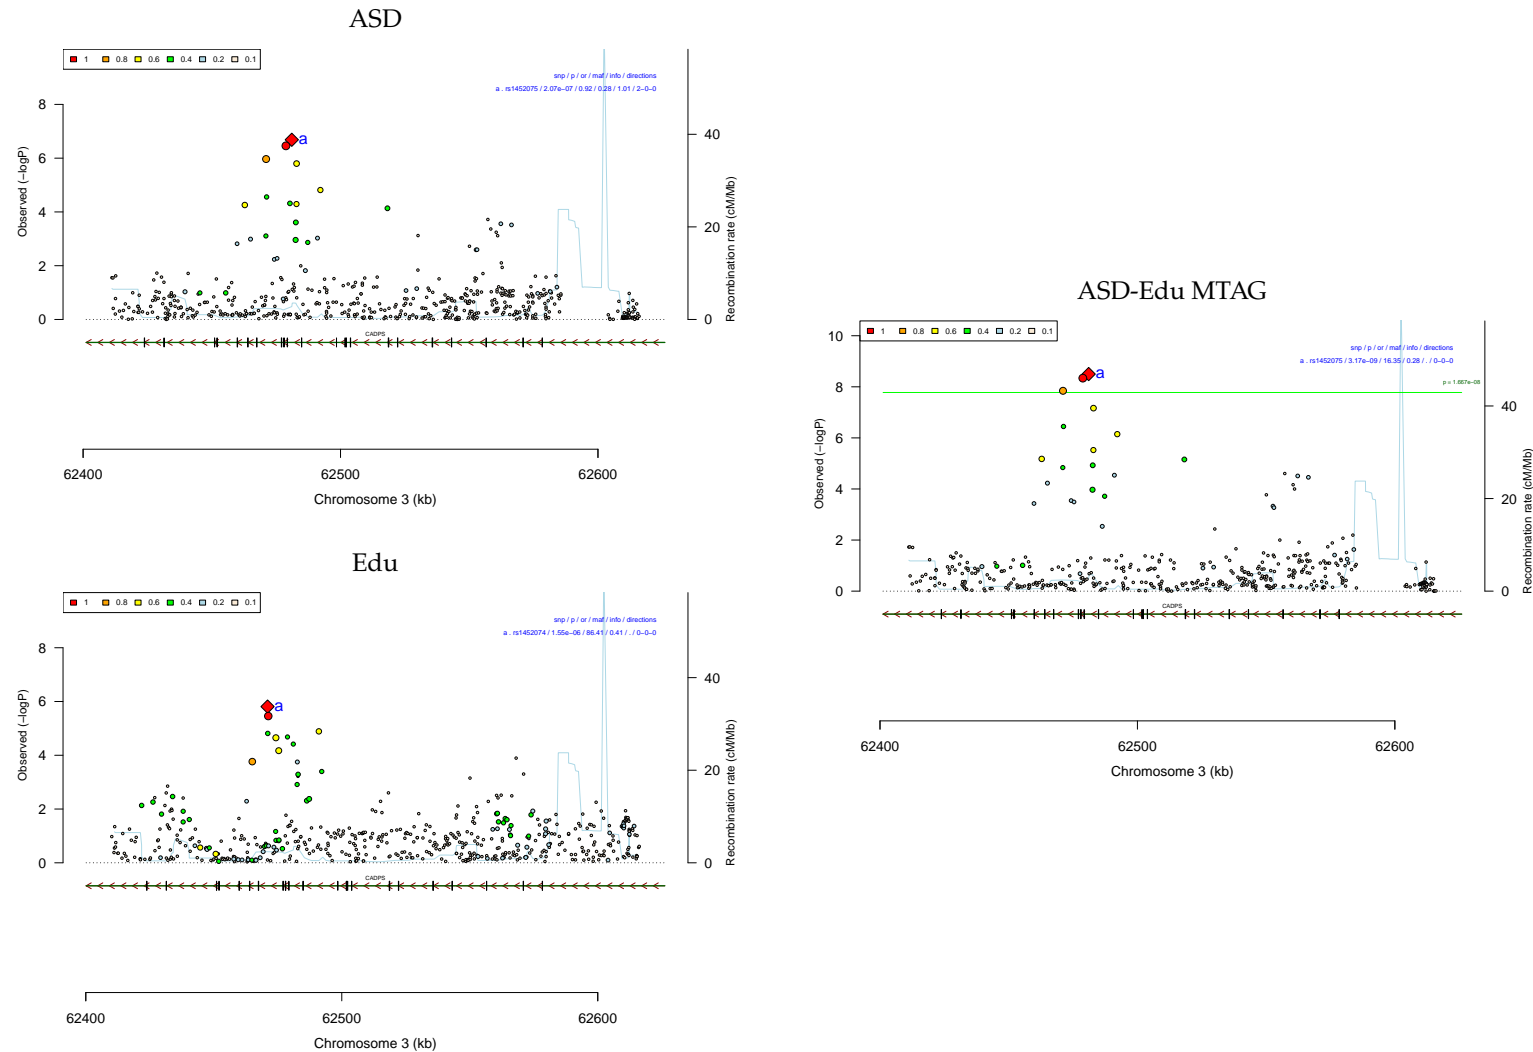 ASD
1 0.8 0.6 0.4 0.2 0.1
snp / p / or / maf / info / directions
a . rs1452075 / 2.07e−07 / 0.92 / 0.28 / 1.01 / 2−0−0
a
8
6
4
2
0
Observed (−logP)
40
20
0
Recombination rate (cM/Mb)
CADPS
62400 62500 62600
Chromosome 3 (kb)
Edu
1 0.8 0.6 0.4 0.2 0.1
snp / p / or / maf / info / directions
a . rs1452074 / 1.55e−06 / 86.41 / 0.41 / . / 0−0−0
a
8
6
4
2
0
Observed (−logP)
40
20
0
Recombination rate (cM/Mb)
CADPS
62400 62500 62600
Chromosome 3 (kb)
ASD-Edu MTAG
1 0.8 0.6 0.4 0.2 0.1
snp / p / or / maf / info / directions
a . rs1452075 / 3.17e−09 / 16.35 / 0.28 / . / 0−0−0
a
p = 1.667e−08
10
8
6
4
2
0
Observed (−logP)
40
20
0
Recombination rate (cM/Mb)
CADPS
62400 62500 62600
Chromosome 3 (kb)